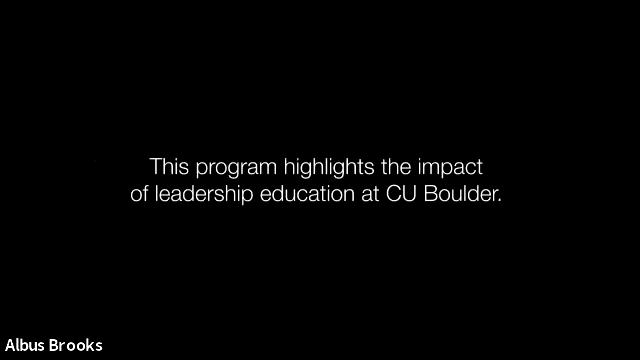 This program highlights the impact
of leadership education at CU Boulder.
Albus Brooks